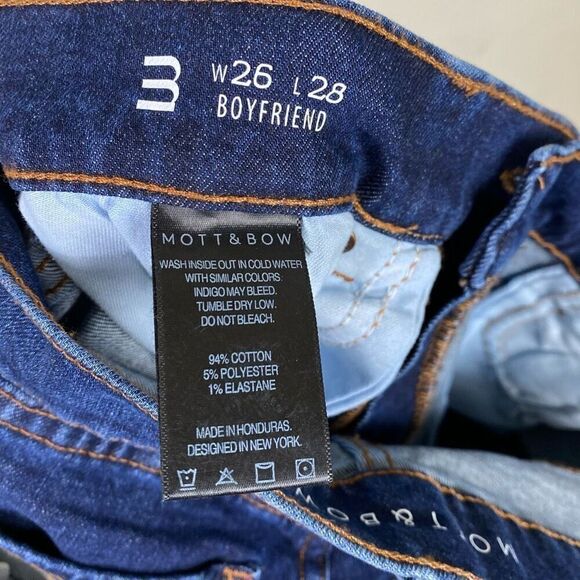 W26 L28
BOYFRIEND
MOTT & BOW
WASH INSIDE OUT IN COLD WATER
WITH SIMILAR COLORS.
INDIGO MAY BLEED.
TUMBLE DRY LOW.
DO NOT BLEACH.
94% COTTON
5% POLYESTER
1% ELASTANE
MADE IN HONDURAS.
DESIGNED IN NEW YORK.
MOTT & BOW